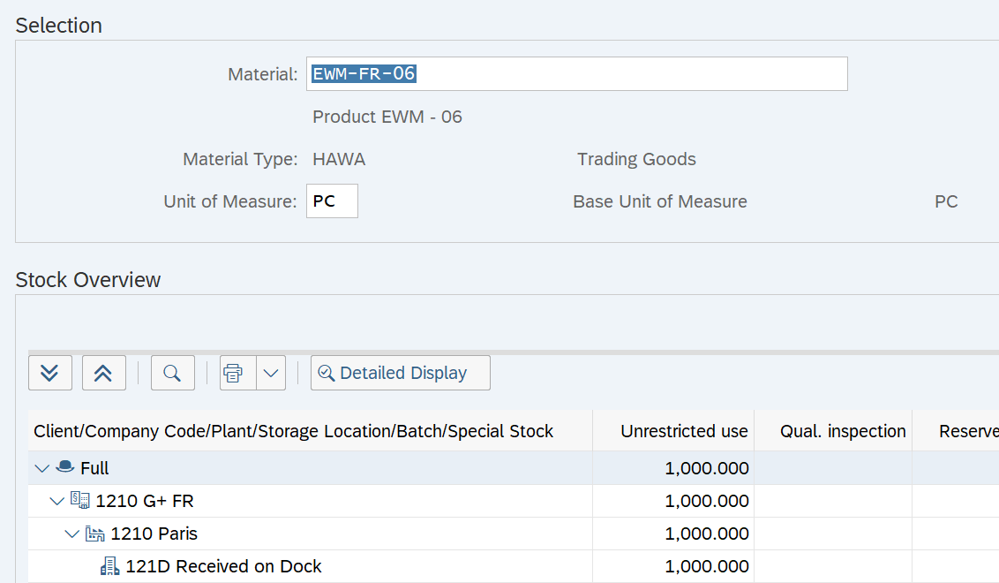 Selection
Material: EWM-FR-06
Product EWM - 06
Material Type: HAWA Trading Goods
Unit of Measure: PC Base Unit of Measure PC
Stock Overview
Detailed Display
Client/Company Code/Plant/Storage Location/Batch/Special Stock Unrestricted use Qual. inspection Reserve
Full 1,000.000
1210 G+ FR 1,000.000
1210 Paris 1,000.000
121D Received on Dock 1,000.000